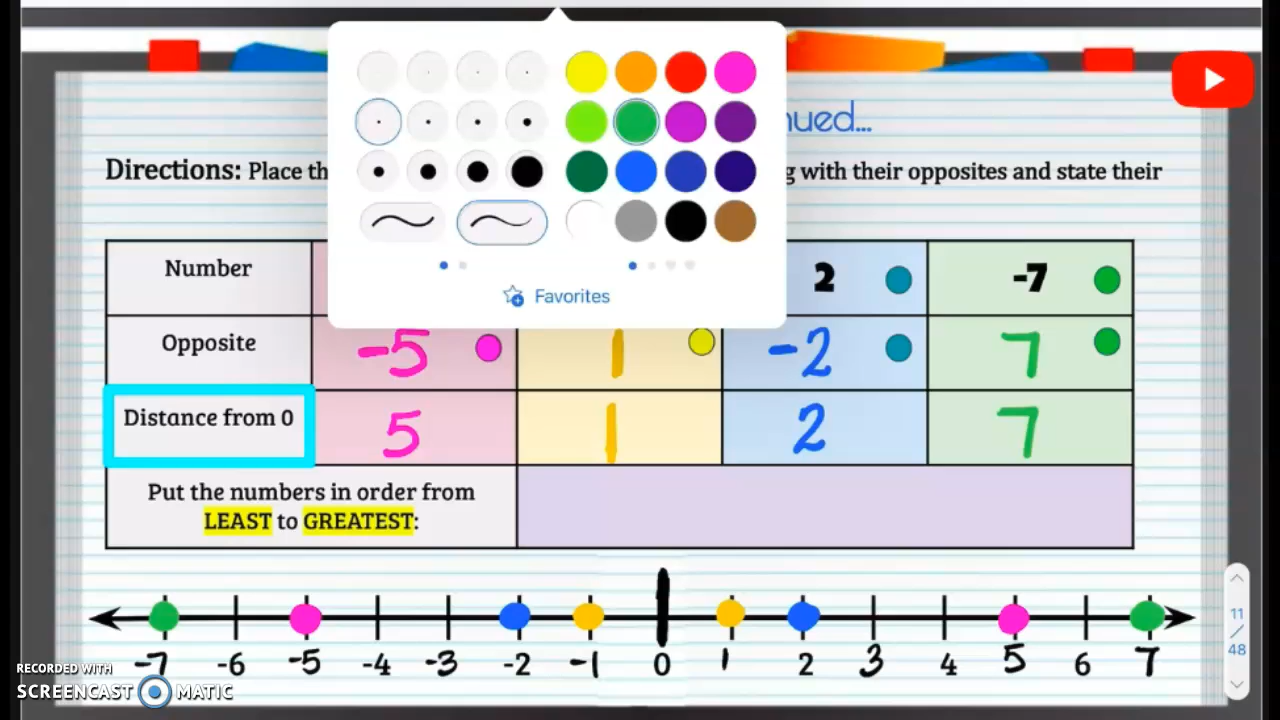 nued...
Directions: Place th g with their opposites and state their
Favorites
Number 2 -7
Opposite -5 1 -2 7
Distance from 0 5 1 2 7
Put the numbers in order from
LEAST to GREATEST:
-7 -6 -5 -4 -3 -2 -1 0 1 2 3 4 5 6 7
11
/
48
RECORDED WITH
SCREENCAST MATIC